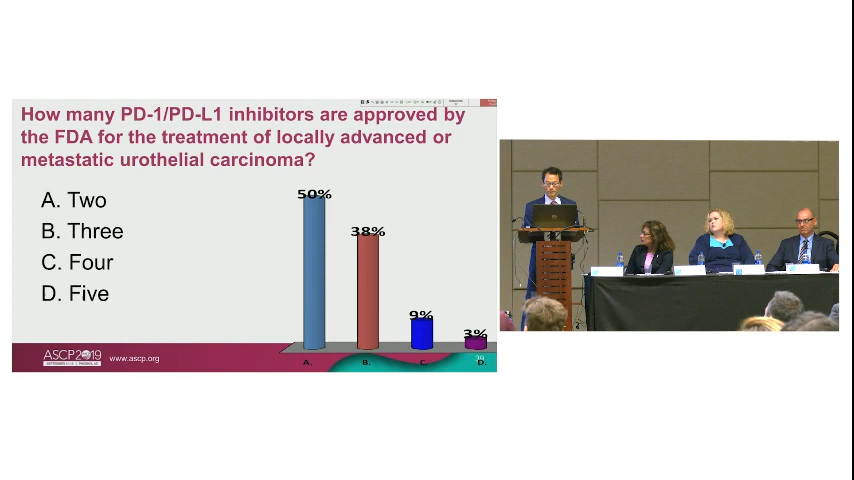 How many PD-1/PD-L1 inhibitors are approved by
the FDA for the treatment of locally advanced or
metastatic urothelial carcinoma?
A. Two
B. Three
C. Four
D. Five
50%
38%
9%
3%
A.
B.
C.
D.
ASCP2019
www.ascp.org